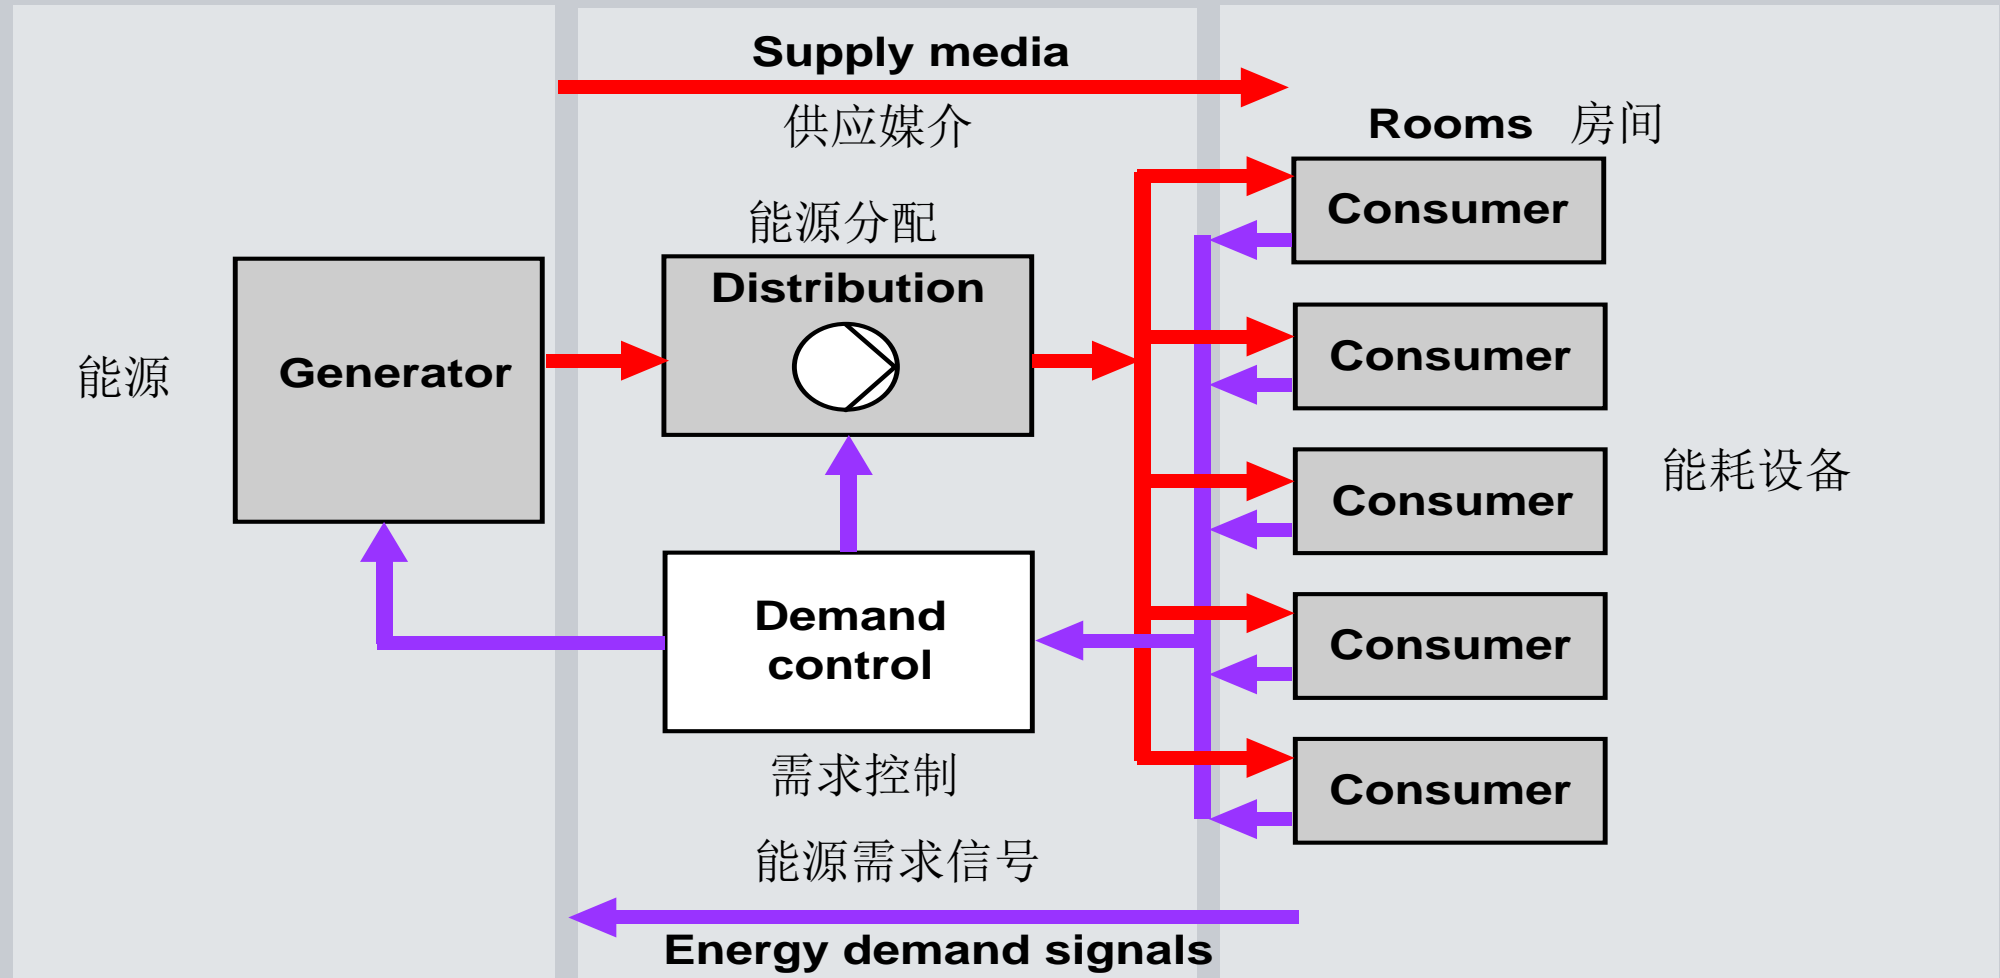 Supply media
供应媒介
Rooms 房间
能源分配
Distribution
能源
Generator
Consumer
Consumer
Consumer
Consumer
Consumer
能耗设备
Demand
control
需求控制
能源需求信号
Energy demand signals